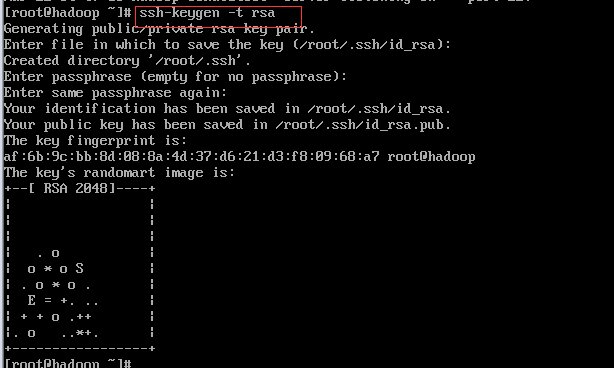 [root@hadoop ~]# ssh-keygen -t rsa
Generating public/private rsa key pair.
Enter file in which to save the key (/root/.ssh/id_rsa):
Created directory '/root/.ssh'.
Enter passphrase (empty for no passphrase):
Enter same passphrase again:
Your identification has been saved in /root/.ssh/id_rsa.
Your public key has been saved in /root/.ssh/id_rsa.pub.
The key fingerprint is:
af:6b:9c:bb:8d:08:8a:4d:37:d6:21:d3:f8:09:68:a7 root@hadoop
The key's randomart image is:
+--[ RSA 2048]----+
|                 |
|                 |
|                 |
|   . o           |
|  o * o S        |
| . o * o .       |
|  E = +. ..      |
| + + o .++       |
|. o   ..*+.      |
+-----------------+
[root@hadoop ~]#